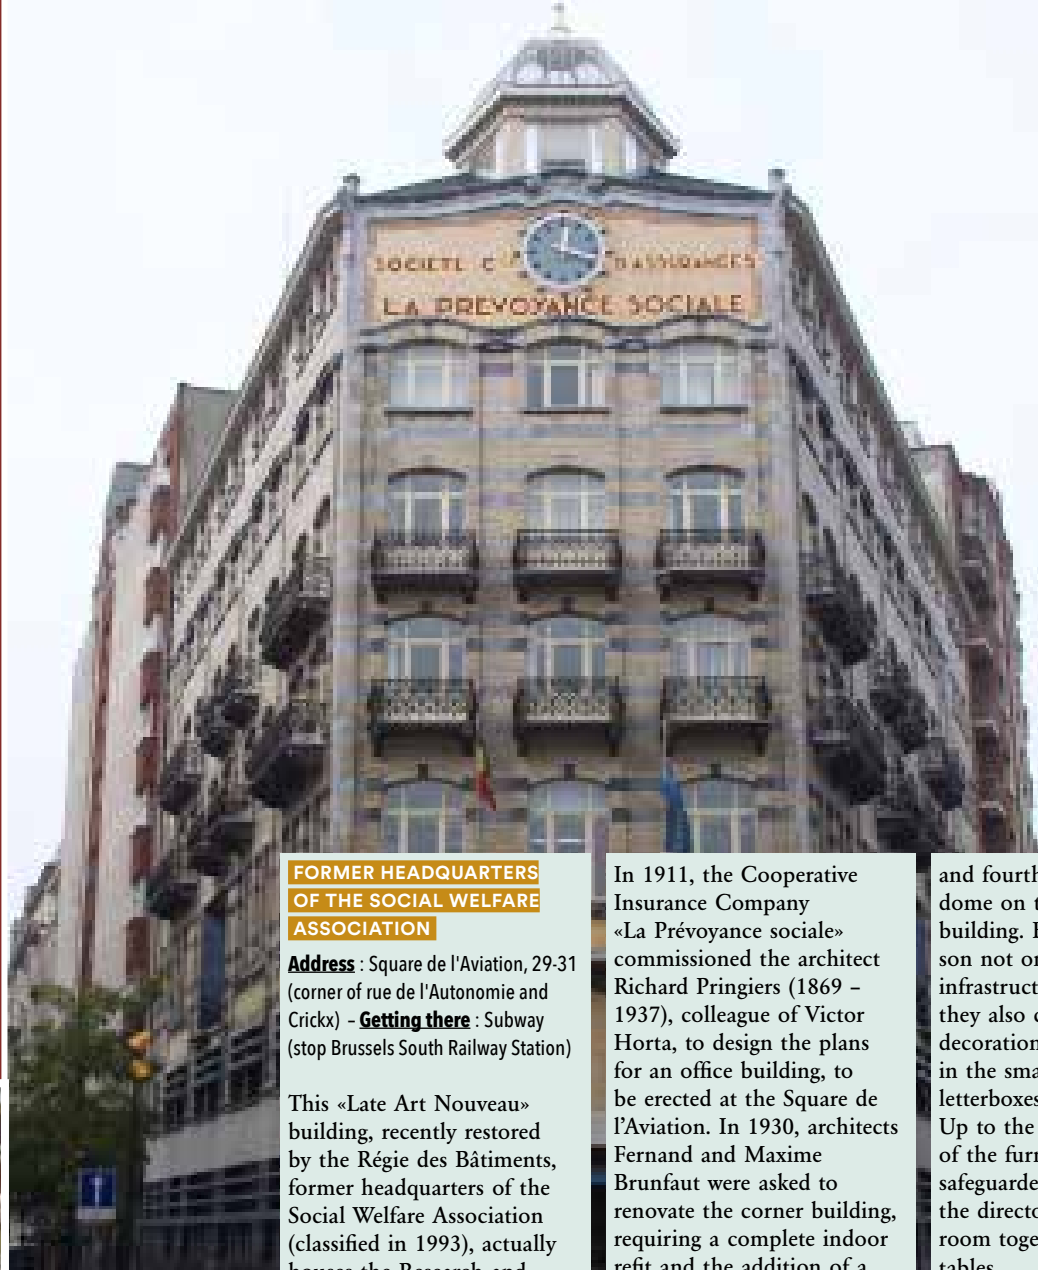 SOCIETE C D'ASSURANCES
LA PREVOYANCE SOCIALE
FORMER HEADQUARTERS
OF THE SOCIAL WELFARE
ASSOCIATION
Address : Square de l'Aviation, 29-31
(corner of rue de l'Autonomie and
Crickx) – Getting there : Subway
(stop Brussels South Railway Station)
This «Late Art Nouveau»
building, recently restored
by the Régie des Bâtiments,
former headquarters of the
Social Welfare Association
(classified in 1993), actually
houses the Research and
In 1911, the Cooperative
Insurance Company
«La Prévoyance sociale»
commissioned the architect
Richard Pringiers (1869 –
1937), colleague of Victor
Horta, to design the plans
for an office building, to
be erected at the Square de
l'Aviation. In 1930, architects
Fernand and Maxime
Brunfaut were asked to
renovate the corner building,
requiring a complete indoor
refit and the addition of a
and fourth
dome on t
building. 
son not on
infrastruct
they also c
decoration
in the sma
letterboxes
Up to the
of the furn
safeguarde
the directo
room toge
tables